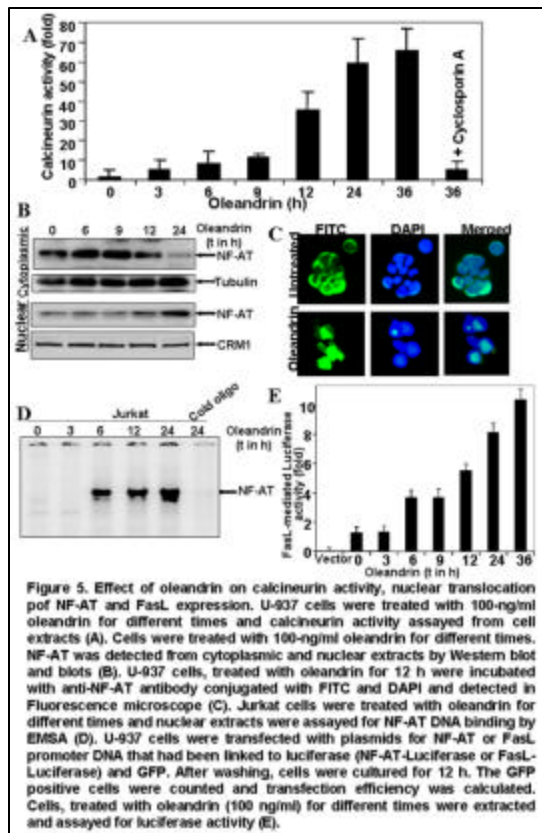 A
Calcineurin activity (fold)
80
70
60
50
40
30
20
10
0
0 3 6 9 12 24 36 36
+ Cyclosporin A
Oleandrin (h)
B
0 6 9 12 24 Oleandrin
(t in h)
Cytoplasmic
NF-AT
Tubulin
Nuclear
NF-AT
CRM1
C
FITC DAPI Merged
Untreated
Oleandrin
D
Jurkat
Cold oligo
0 3 6 12 24 24 Oleandrin
(t in h)
NF-AT
E
FasL-mediated Luciferase
activity (fold)
10
8
6
4
2
0
Vector 0 3 6 9 12 24 36
Oleandrin (t in h)
Figure 5. Effect of oleandrin on calcineurin activity, nuclear translocation
pof NF-AT and FasL expression. U-937 cells were treated with 100-ng/ml
oleandrin for different times and calcineurin activity assayed from cell
extracts (A). Cells were treated with 100-ng/ml oleandrin for different times.
NF-AT was detected from cytoplasmic and nuclear extracts by Western blot
and blots (B). U-937 cells, treated with oleandrin for 12 h were incubated
with anti-NF-AT antibody conjugated with FITC and DAPI and detected in
Fluorescence microscope (C). Jurkat cells were treated with oleandrin for
different times and nuclear extracts were assayed for NF-AT DNA binding by
EMSA (D). U-937 cells were transfected with plasmids for NF-AT or FasL
promoter DNA that had been linked to luciferase (NF-AT-Luciferase or FasL-
Luciferase) and GFP. After washing, cells were cultured for 12 h. The GFP
positive cells were counted and transfection efficiency was calculated.
Cells, treated with oleandrin (100 ng/ml) for different times were extracted
and assayed for luciferase activity (E).